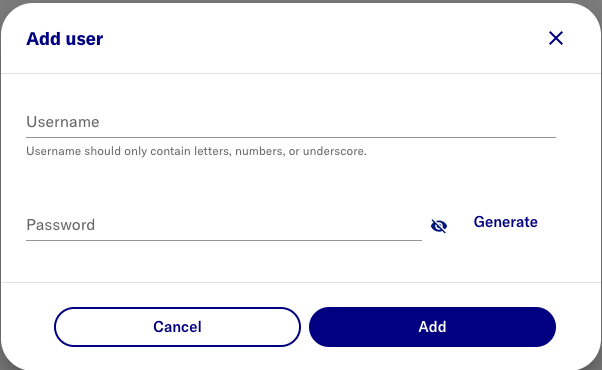 Add user
Username
Username should only contain letters, numbers, or underscore.
Password
Generate
Cancel
Add